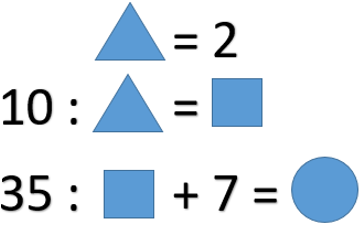 = 2
10 : =
35 : + 7 =